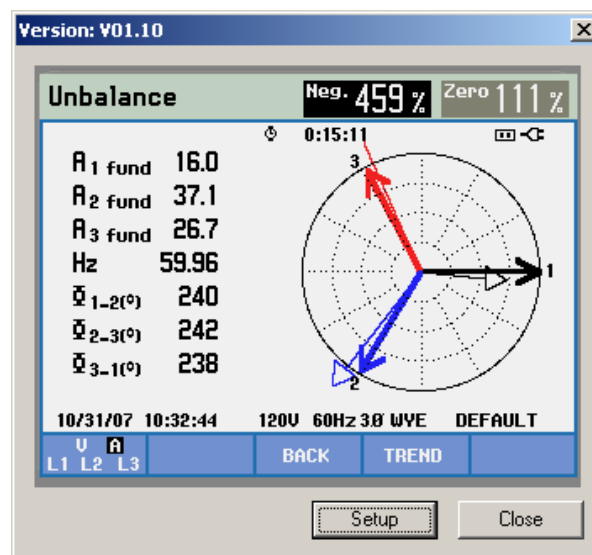 Version: V01.10
Unbalance Neg. 459 % Zero 111 %
0:15:11
A1 fund 16.0
A2 fund 37.1
A3 fund 26.7
Hz 59.96
Φ1-2(º) 240
Φ2-3(º) 242
Φ3-1(º) 238
3
1
2
10/31/07 10:32:44 120V 60Hz 3.Ø WYE DEFAULT
V A
L1 L2 L3 BACK TREND
Setup Close